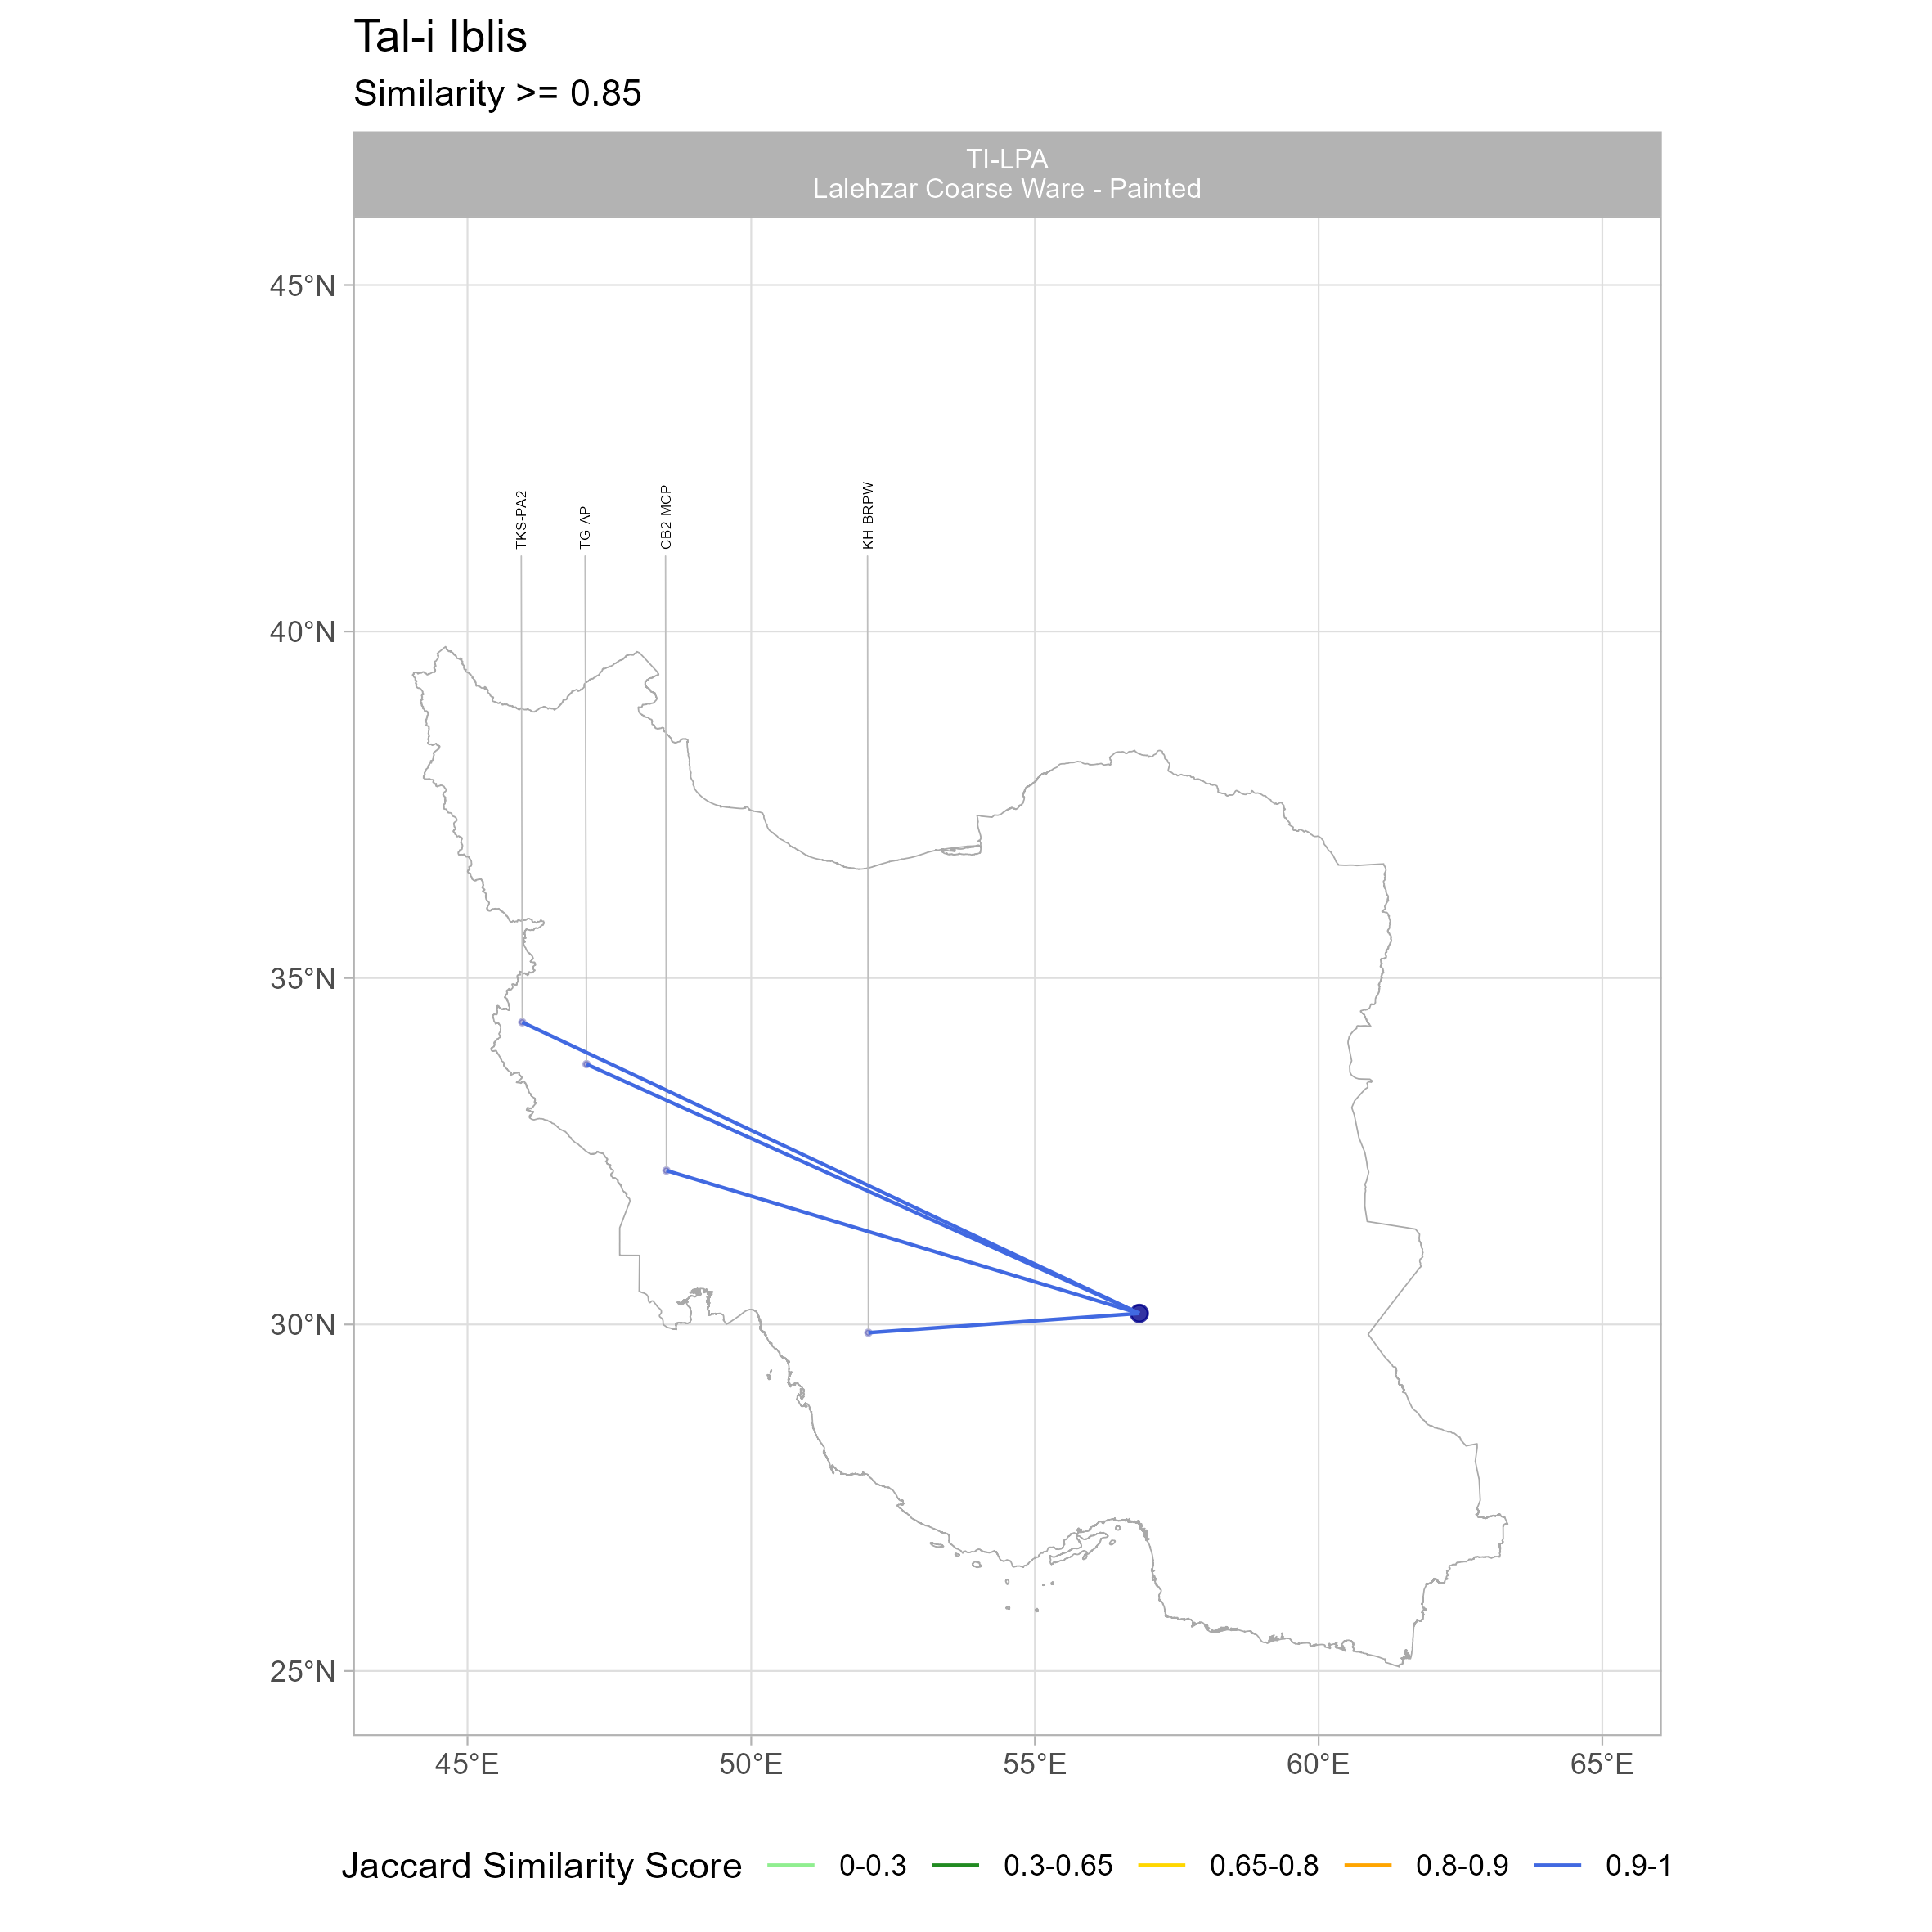 Tal-i Iblis
Similarity >= 0.85
TI-LPA
Lalehzar Coarse Ware - Painted
45°N
40°N
35°N
30°N
25°N
TKS-PA2
TG-AP
CB2-MCP
KH-BRPW
45°E
50°E
55°E
60°E
65°E
Jaccard Similarity Score
0-0.3
0.3-0.65
0.65-0.8
0.8-0.9
0.9-1